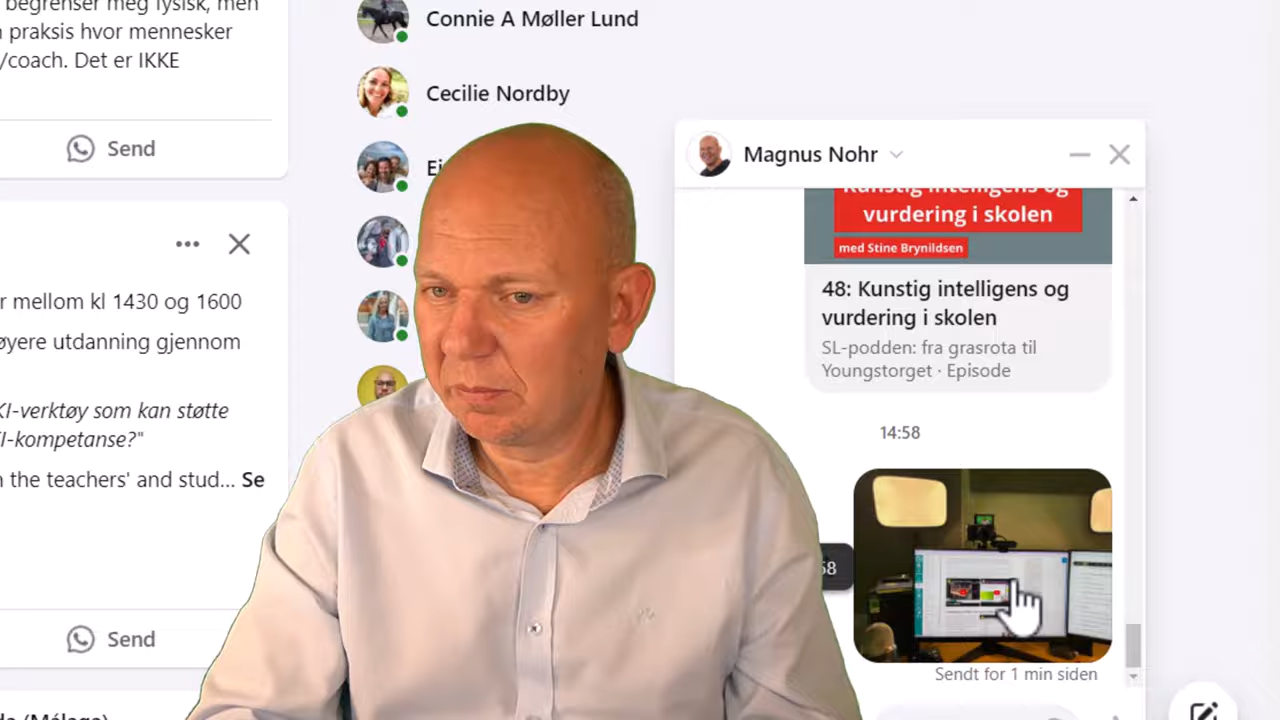 begrenser meg fysisk, men
praksis hvor mennesker
/coach. Det er IKKE
Send
r mellom kl 1430 og 1600
øyere utdanning gjennom
KI-verktøy som kan støtte
I-kompetanse?"
n the teachers' and stud... Se
Send
(Málaga)
Connie A Møller Lund
Cecilie Nordby
Ei
Magnus Nohr
Kunstig intelligens og
vurdering i skolen
med Stine Brynildsen
48: Kunstig intelligens og
vurdering i skolen
SL-podden: fra grasrota til
Youngstorget · Episode
14:58
58
Sendt for 1 min siden